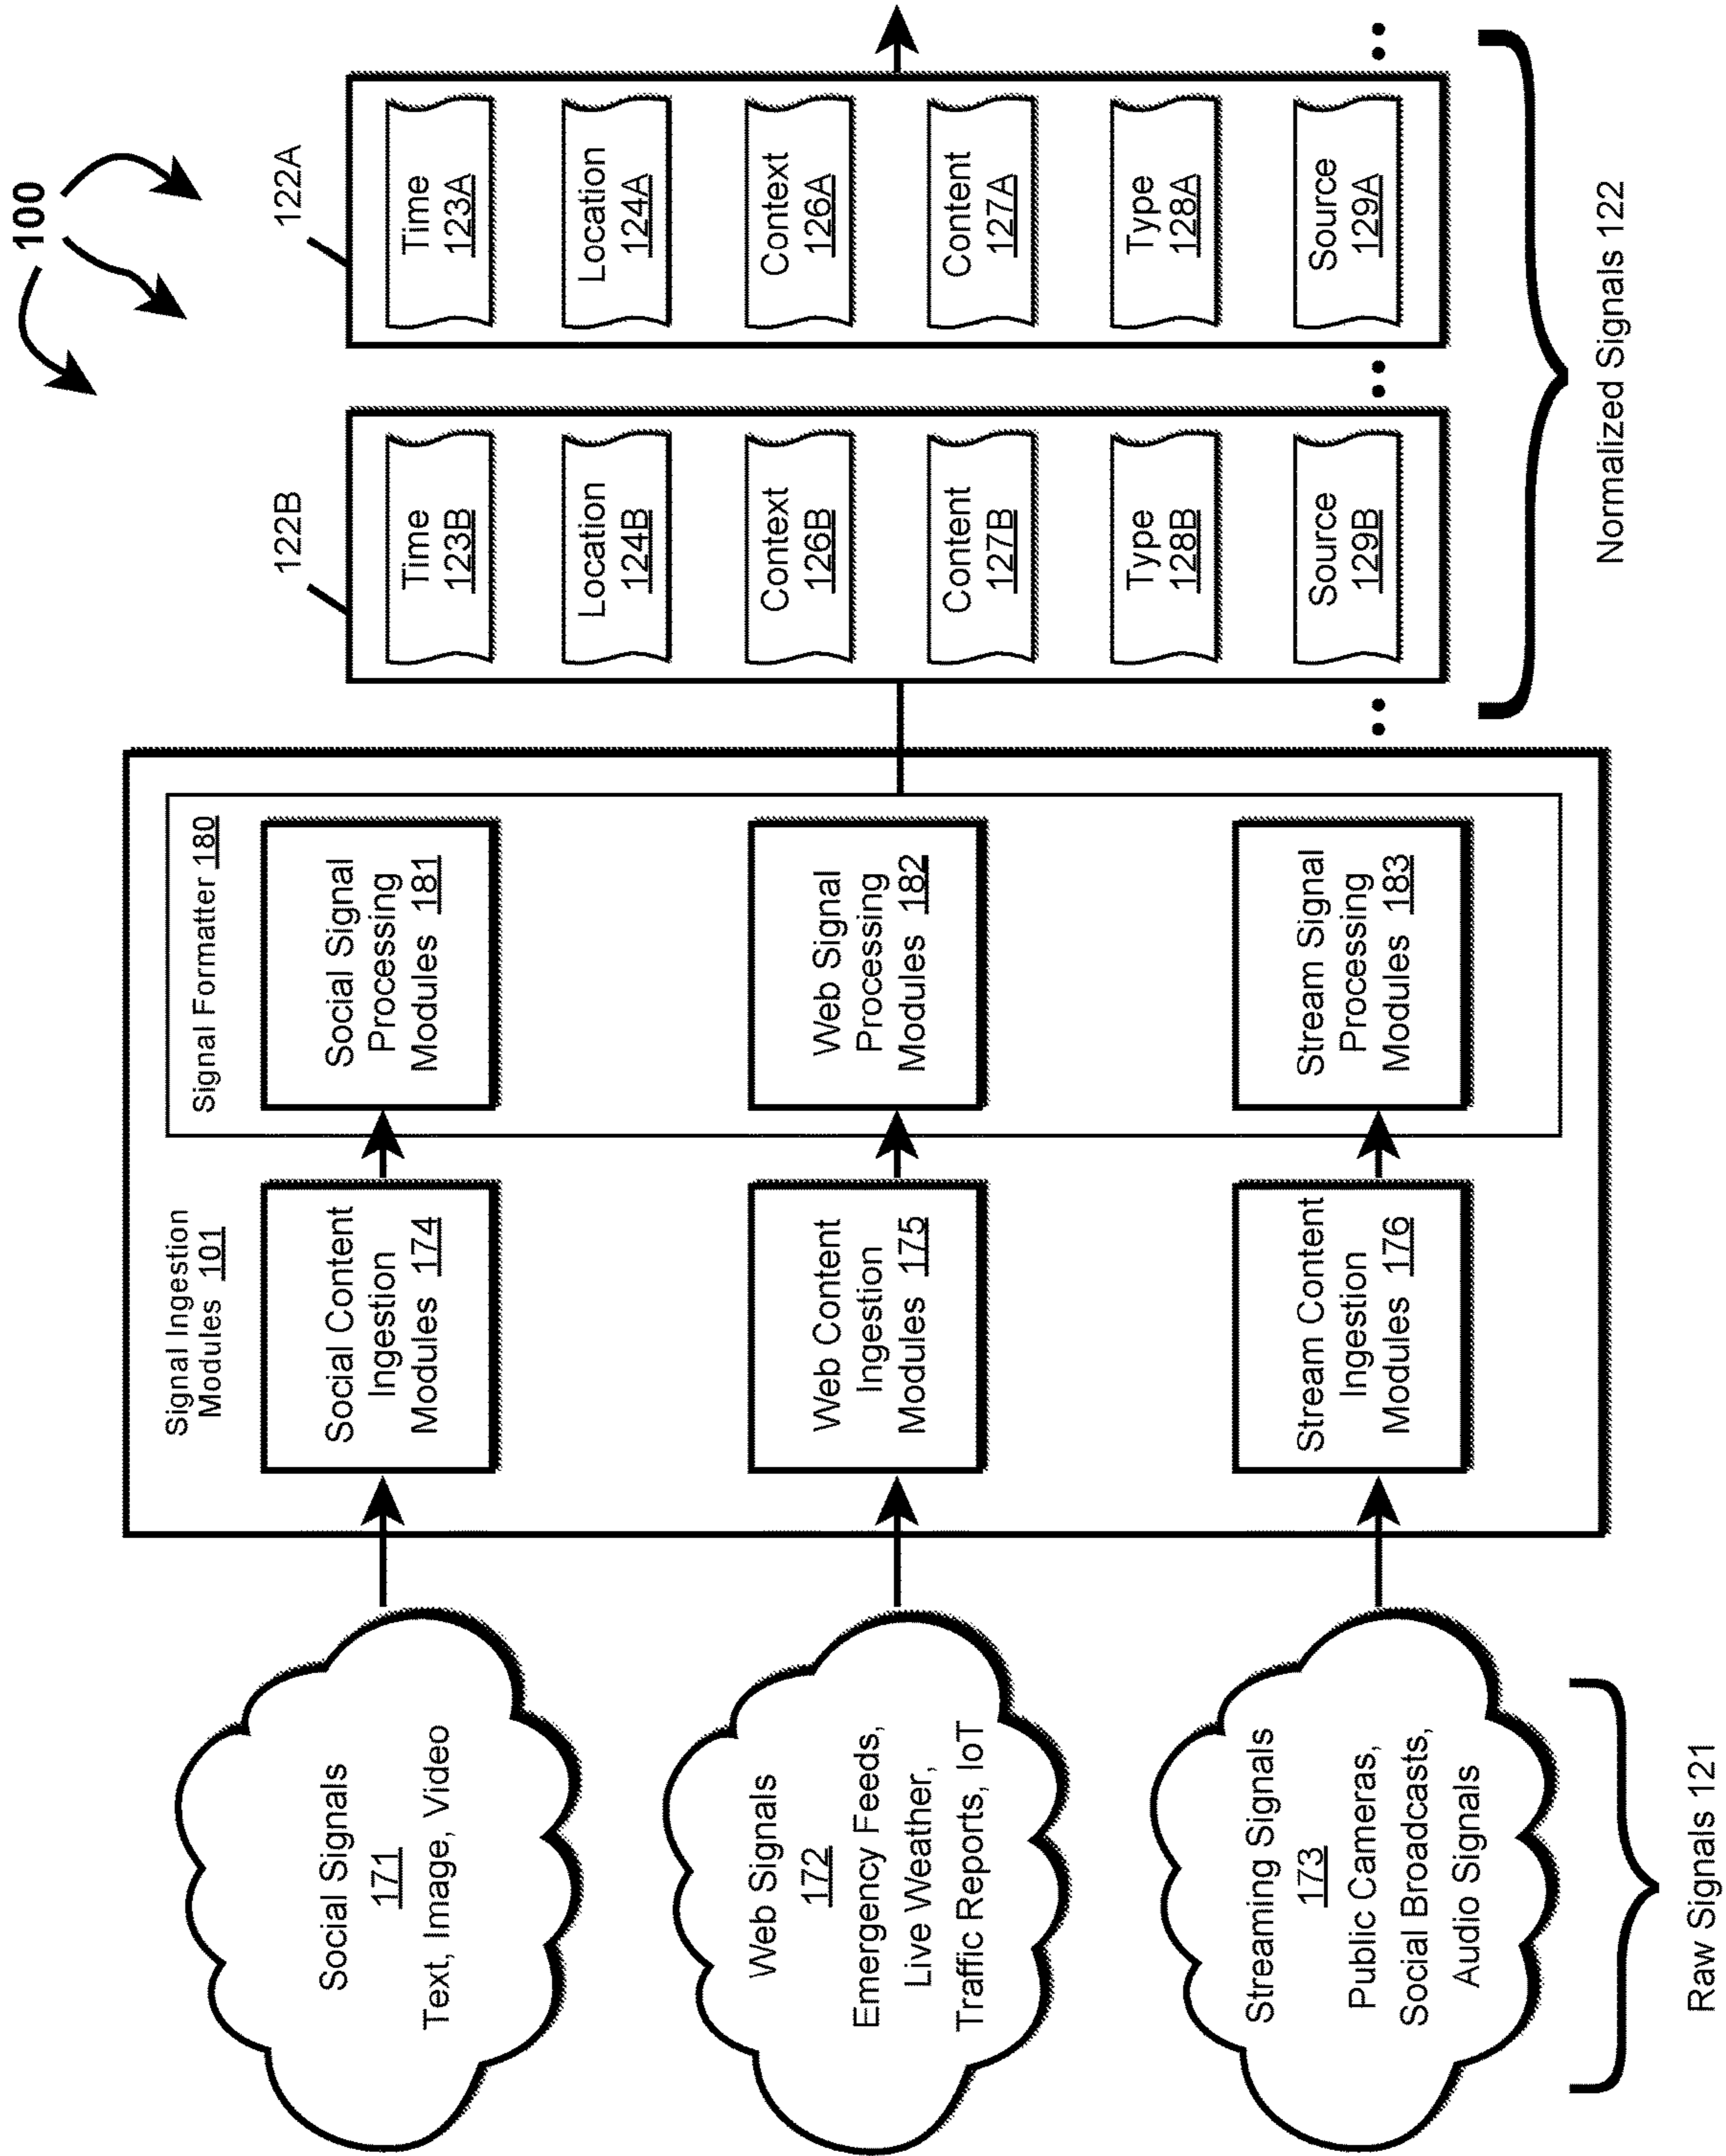 100
Social Signals
171
Text, Image, Video
Web Signals
172
Emergency Feeds,
Live Weather,
Traffic Reports, IoT
Streaming Signals
173
Public Cameras,
Social Broadcasts,
Audio Signals
Raw Signals 121
Signal Ingestion
Modules 101
Social Content
Ingestion
Modules 174
Web Content
Ingestion
Modules 175
Stream Content
Ingestion
Modules 176
Signal Formatter 180
Social Signal
Processing
Modules 181
Web Signal
Processing
Modules 182
Stream Signal
Processing
Modules 183
122B
Time
123B
Location
124B
Context
126B
Content
127B
Type
128B
Source
129B
122A
Time
123A
Location
124A
Context
126A
Content
127A
Type
128A
Source
129A
Normalized Signals 122